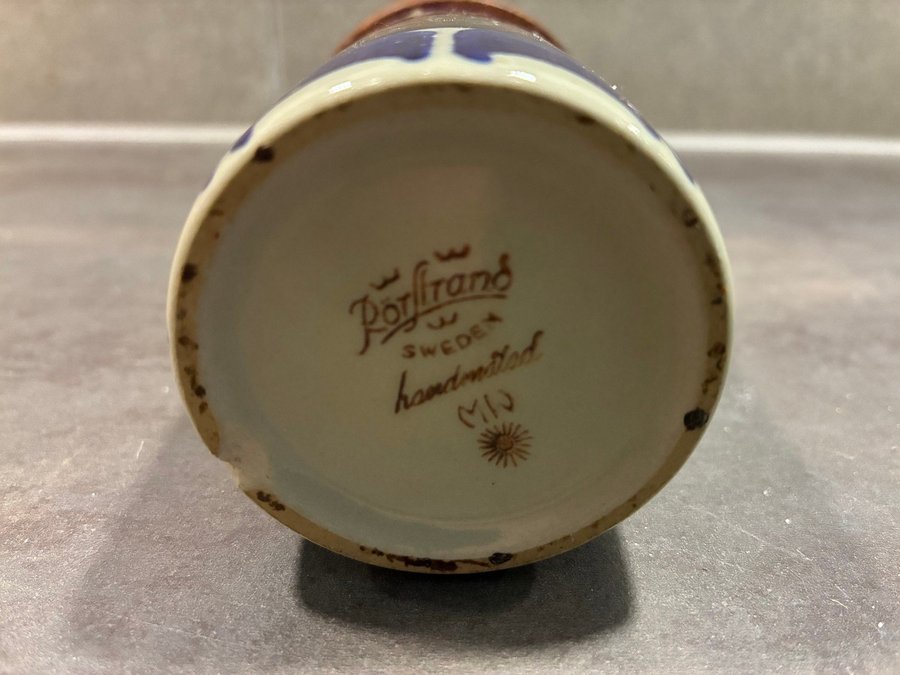 Rörstrand
SWEDEN
handmålad
MW